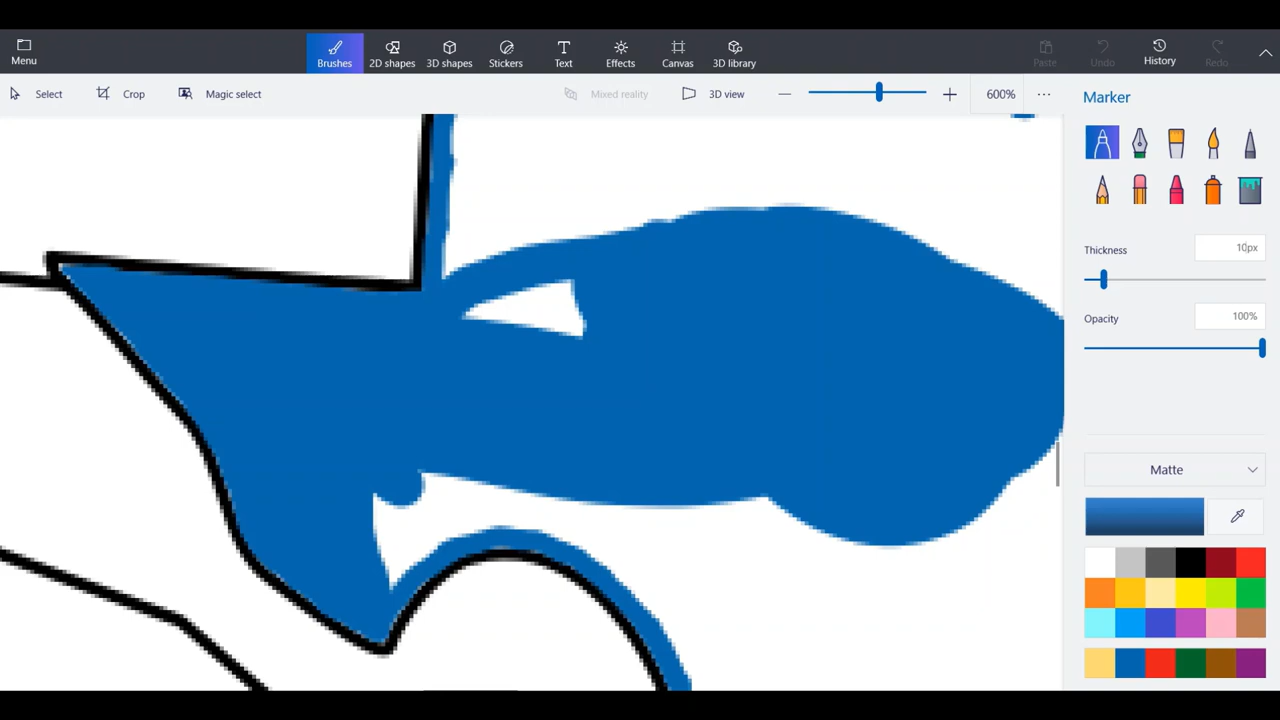 Menu
Brushes
2D shapes
3D shapes
Stickers
Text
Effects
Canvas
3D library
Paste
Undo
History
Redo
Select
Crop
Magic select
Mixed reality
3D view
600%
Marker
Thickness
10px
Opacity
100%
Matte